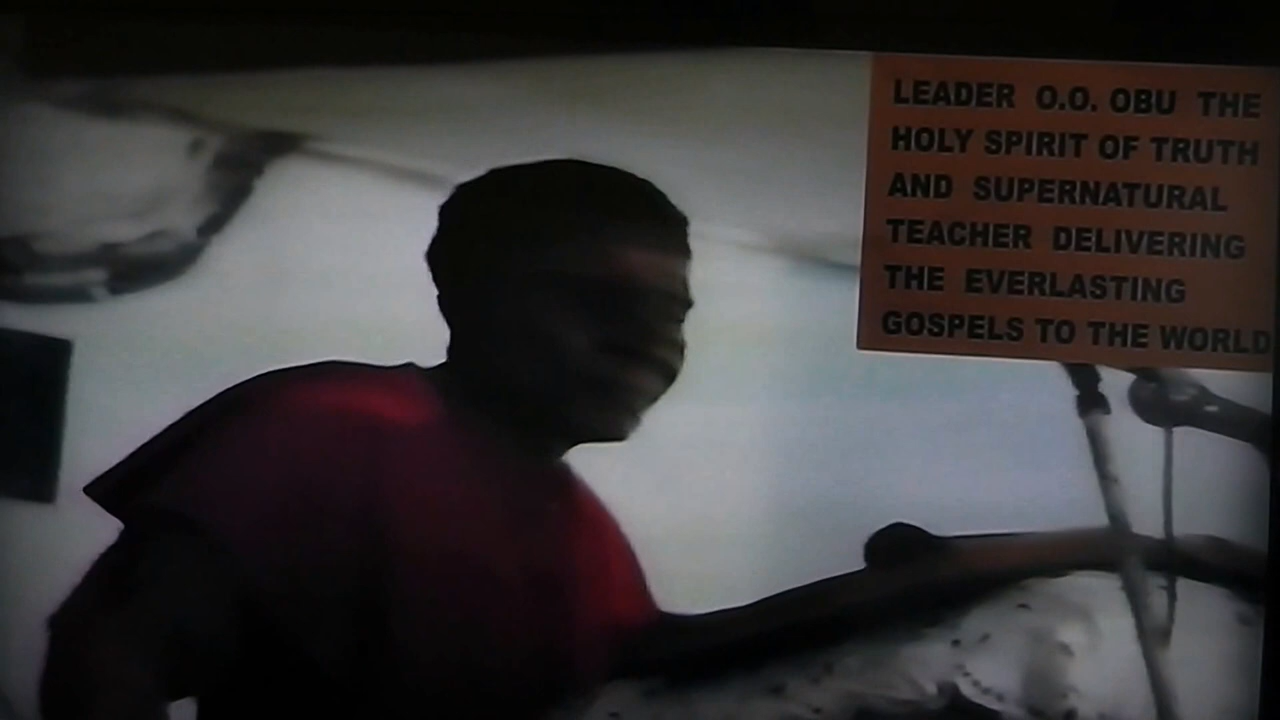 LEADER O.O. OBU THE
HOLY SPIRIT OF TRUTH
AND SUPERNATURAL
TEACHER DELIVERING
THE EVERLASTING
GOSPELS TO THE WORLD